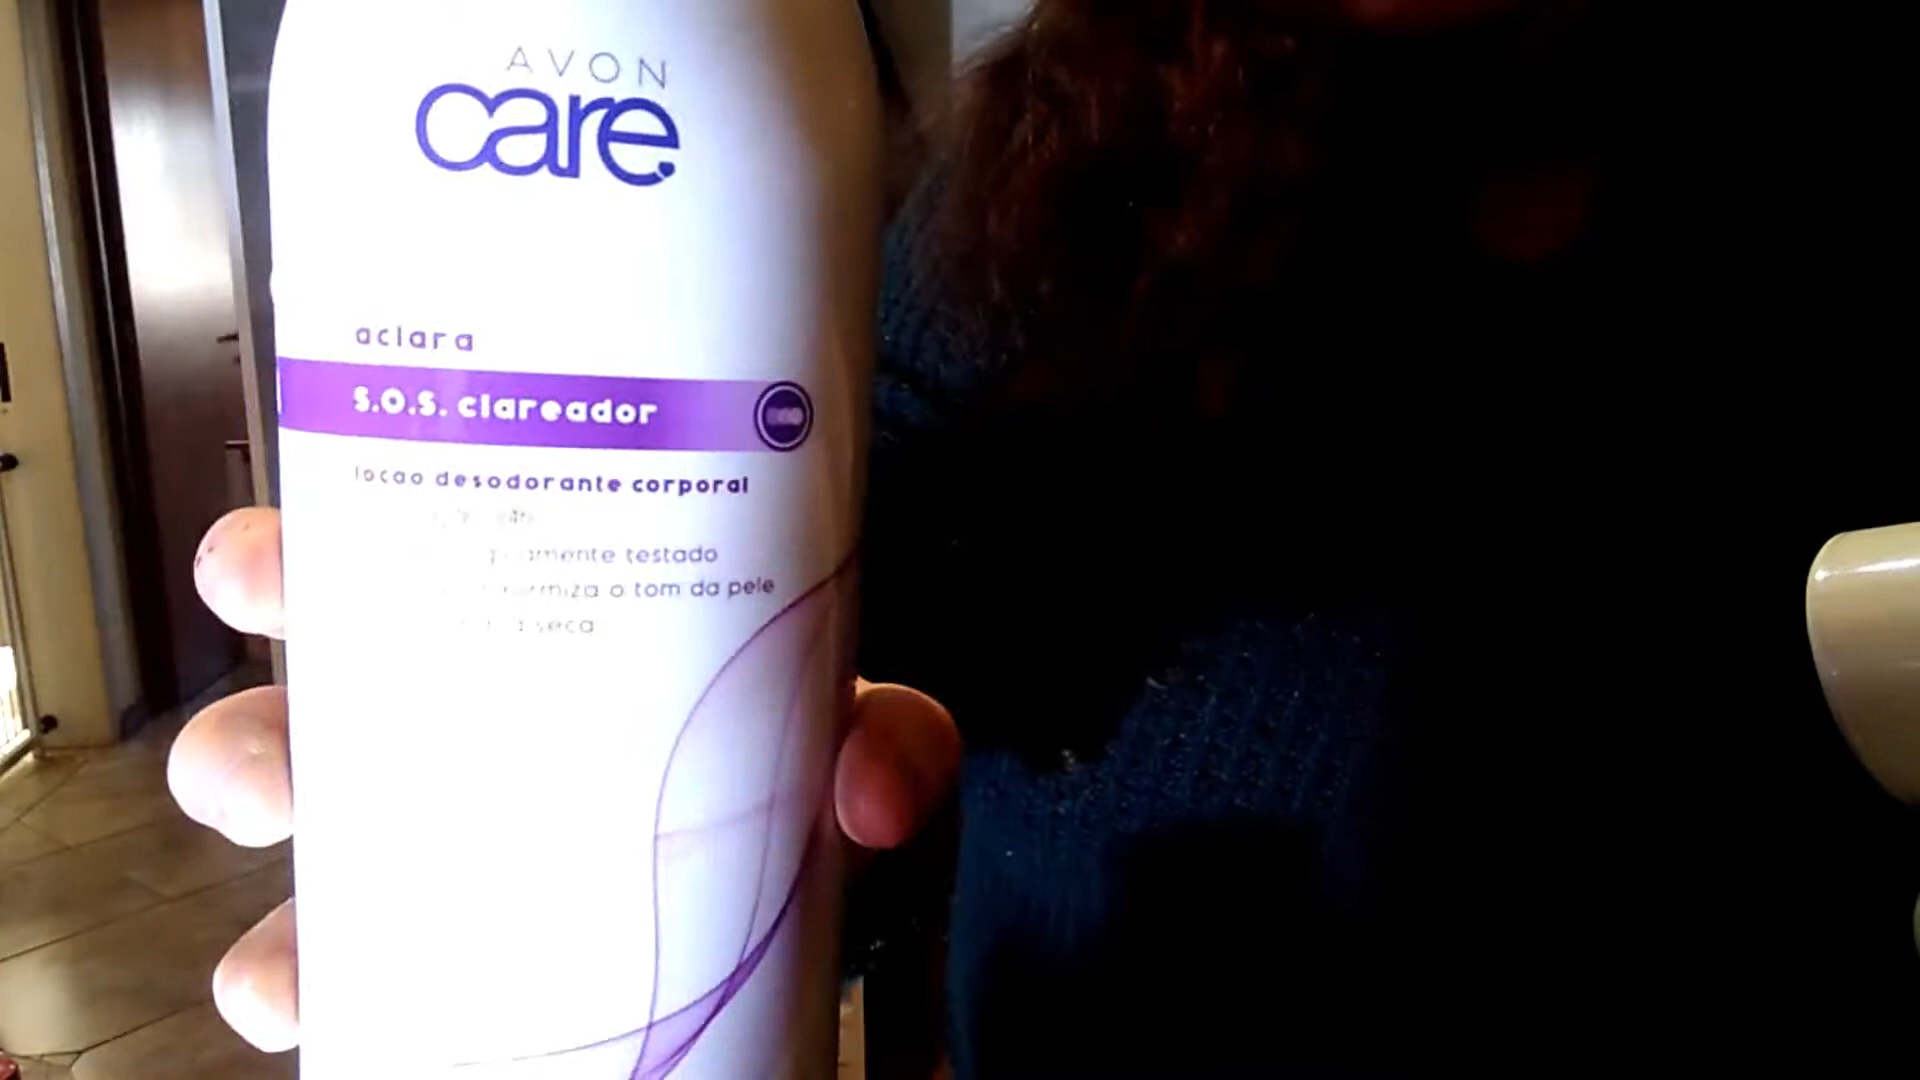 AVON
care
aclara
S.O.S. clareador
locao desodorante corporal
testado
o tom da pele
seca